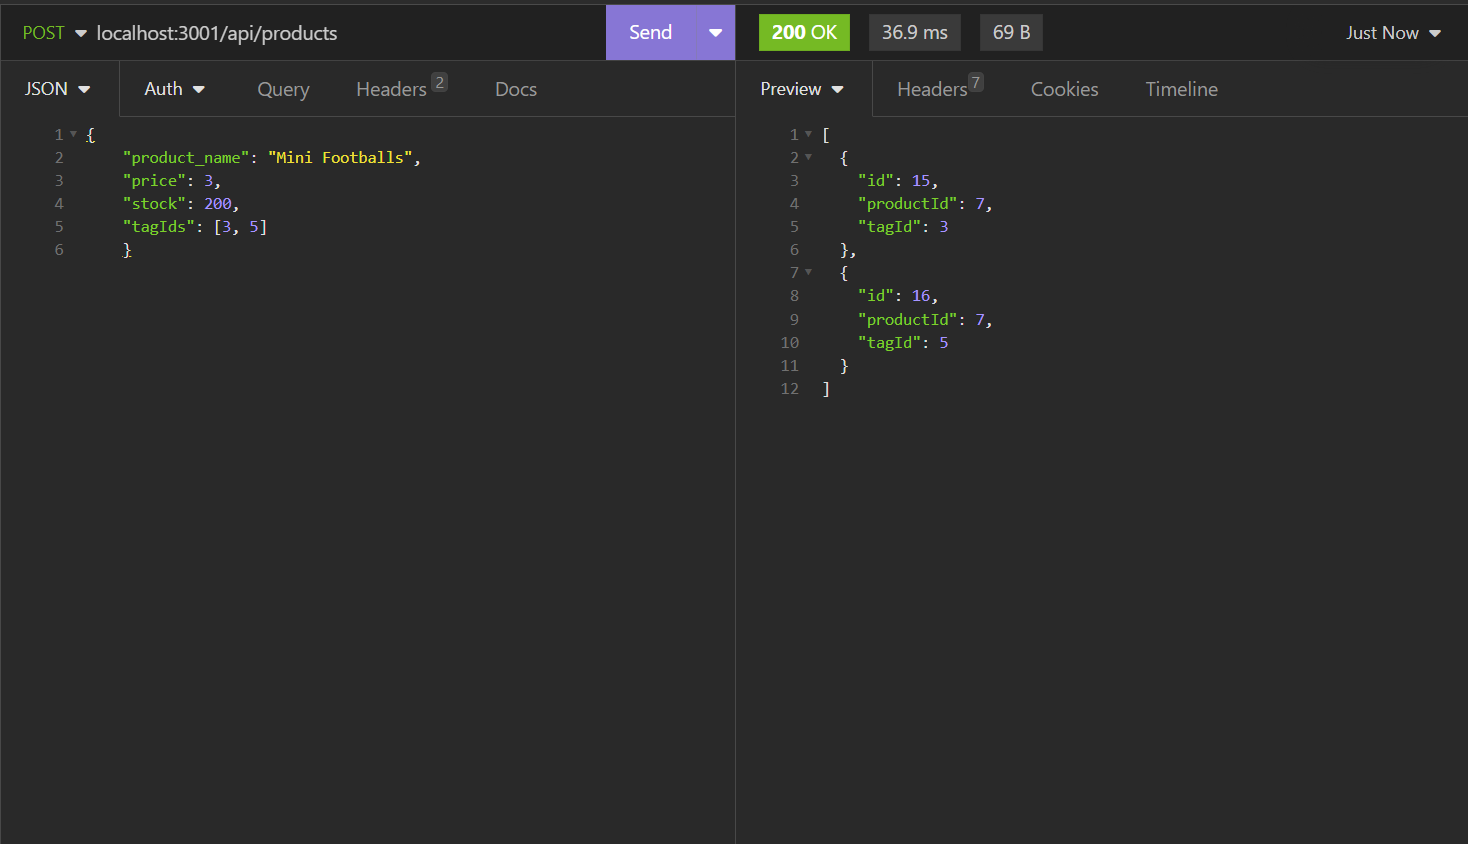 POST localhost:3001/api/products Send 200 OK 36.9 ms 69 B Just Now
JSON Auth Query Headers 2 Docs
1 {
2 "product_name": "Mini Footballs",
3 "price": 3,
4 "stock": 200,
5 "tagIds": [3, 5]
6 }
Preview Headers 7 Cookies Timeline
1 [
2 {
3 "id": 15,
4 "productId": 7,
5 "tagId": 3
6 },
7 {
8 "id": 16,
9 "productId": 7,
10 "tagId": 5
11 }
12 ]